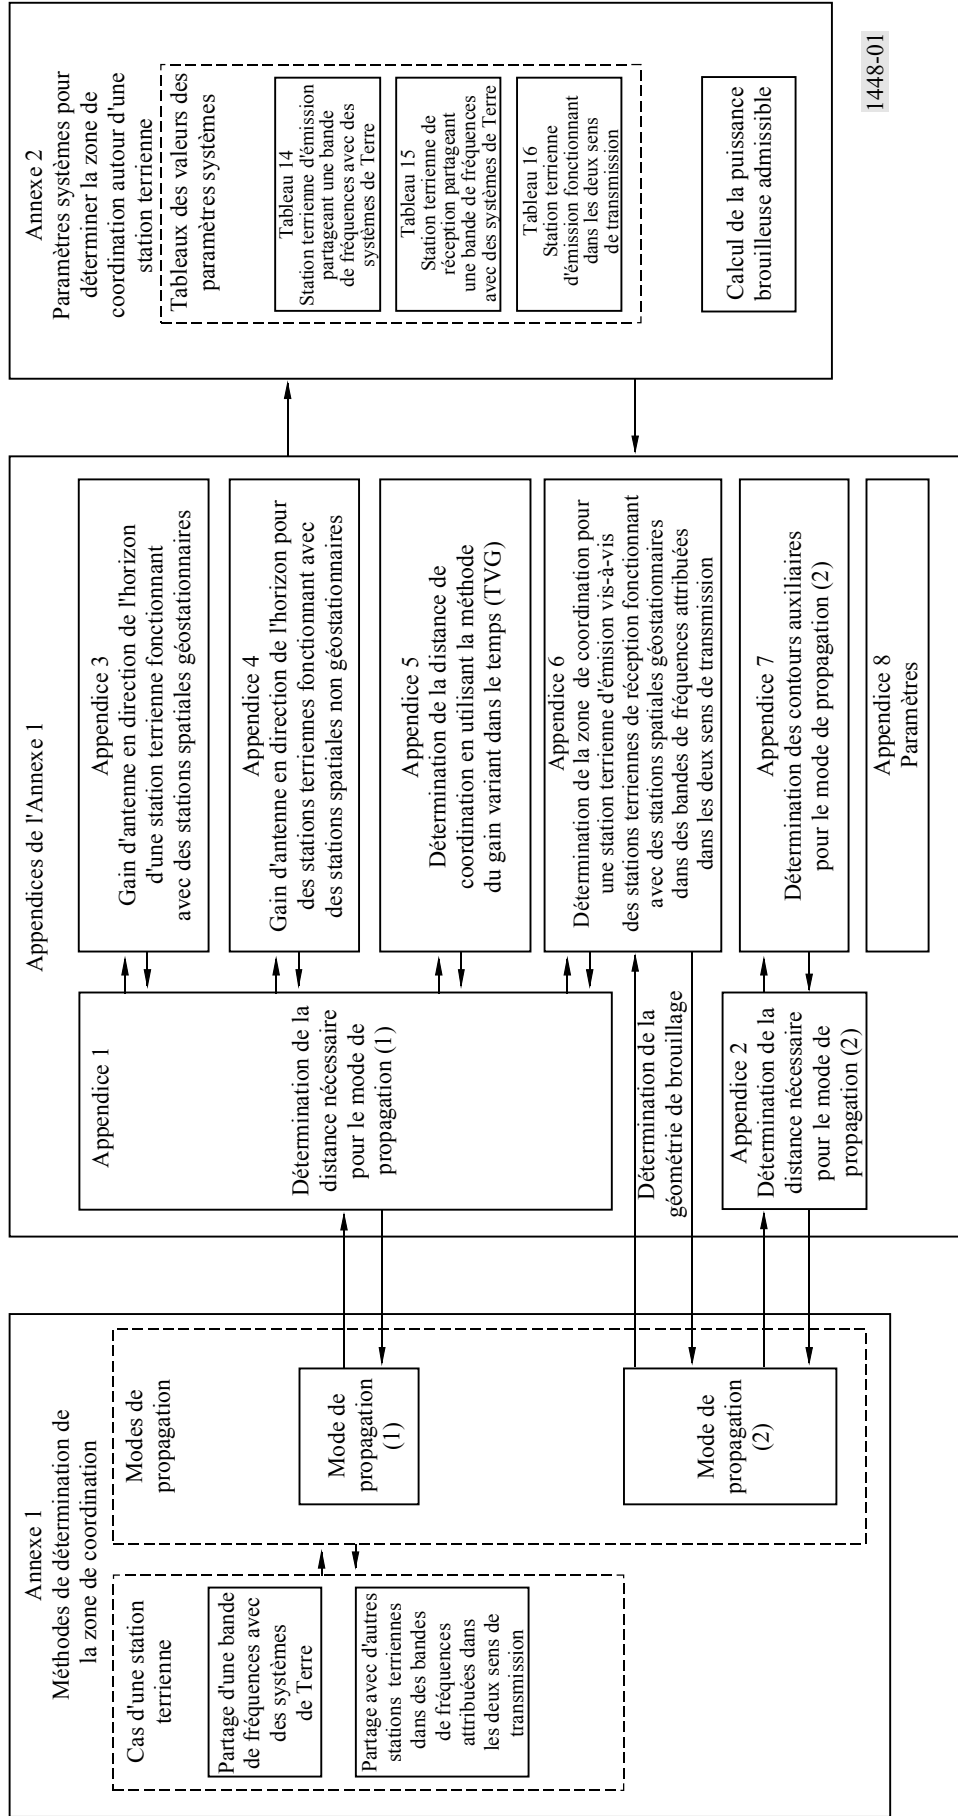 Annexe 1
Méthodes de détermination de
la zone de coordination
Cas d'une station
terrienne
Partage d'une bande
de fréquences avec
des systèmes
de Terre
Partage avec d'autres
stations terriennes
dans des bandes
de fréquences
attribuées dans
les deux sens de
transmission
Modes de
propagation
Mode de
propagation
(1)
Mode de
propagation
(2)
Appendices de l'Annexe 1
Appendice 1
Détermination de la
distance nécessaire
pour le mode de
propagation (1)
Détermination de la
géométrie de brouillage
Appendice 2
Détermination de la
distance nécessaire
pour le mode de
propagation (2)
Appendice 3
Gain d'antenne en direction de l'horizon
d'une station terrienne fonctionnant
avec des stations spatiales géostationnaires
Appendice 4
Gain d'antenne en direction de l'horizon pour
des stations terriennes fonctionnant avec
des stations spatiales non géostationnaires
Appendice 5
Détermination de la distance de
coordination en utilisant la méthode
du gain variant dans le temps (TVG)
Appendice 6
Détermination de la zone de coordination pour
une station terrienne d'émision vis-à-vis
des stations terriennes de réception fonctionnant
avec des stations spatiales géostationnaires
dans des bandes de fréquences attribuées
dans les deux sens de transmission
Appendice 7
Détermination des contours auxiliaires
pour le mode de propagation (2)
Appendice 8
Paramètres
Annexe 2
Paramètres systèmes pour
déterminer la zone de
coordination autour d'une
station terrienne
Tableaux des valeurs des
paramètres systèmes
Tableau 14
Station terrienne d'émission
partageant une bande
de fréquences avec des
systèmes de Terre
Tableau 15
Station terrienne de
réception partageant
une bande de fréquences
avec des systèmes de Terre
Tableau 16
Station terrienne
d'émission fonctionnant
dans les deux sens
de transmission
Calcul de la puissance
brouilleuse admissible
1448-01